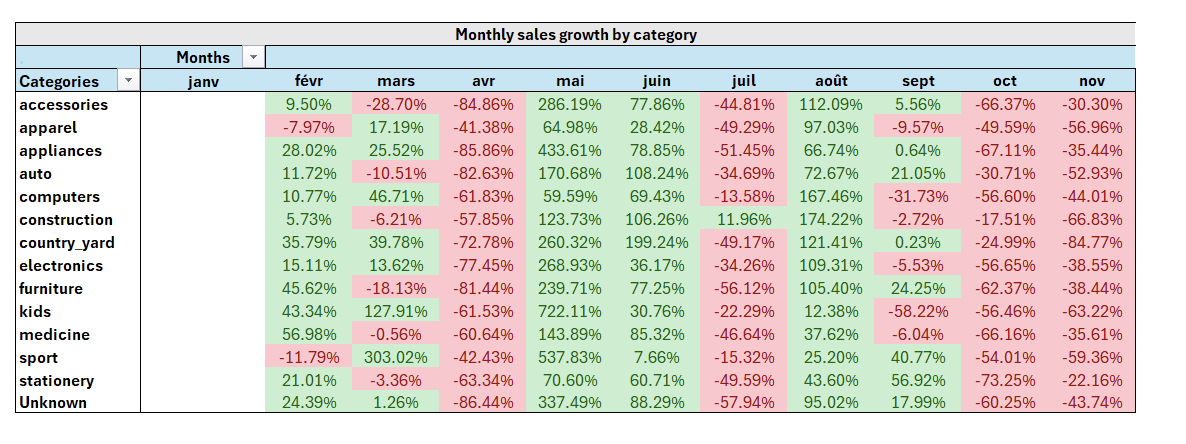 Monthly sales growth by category
Months
Categories janv févr mars avr mai juin juil août sept oct nov
accessories 9.50% -28.70% -84.86% 286.19% 77.86% -44.81% 112.09% 5.56% -66.37% -30.30%
apparel -7.97% 17.19% -41.38% 64.98% 28.42% -49.29% 97.03% -9.57% -49.59% -56.96%
appliances 28.02% 25.52% -85.86% 433.61% 78.85% -51.45% 66.74% 0.64% -67.11% -35.44%
auto 11.72% -10.51% -82.63% 170.68% 108.24% -34.69% 72.67% 21.05% -30.71% -52.93%
computers 10.77% 46.71% -61.83% 59.59% 69.43% -13.58% 167.46% -31.73% -56.60% -44.01%
construction 5.73% -6.21% -57.85% 123.73% 106.26% 11.96% 174.22% -2.72% -17.51% -66.83%
country_yard 35.79% 39.78% -72.78% 260.32% 199.24% -49.17% 121.41% 0.23% -24.99% -84.77%
electronics 15.11% 13.62% -77.45% 268.93% 36.17% -34.26% 109.31% -5.53% -56.65% -38.55%
furniture 45.62% -18.13% -81.44% 239.71% 77.25% -56.12% 105.40% 24.25% -62.37% -38.44%
kids 43.34% 127.91% -61.53% 722.11% 30.76% -22.29% 12.38% -58.22% -56.46% -63.22%
medicine 56.98% -0.56% -60.64% 143.89% 85.32% -46.64% 37.62% -6.04% -66.16% -35.61%
sport -11.79% 303.02% -42.43% 537.83% 7.66% -15.32% 25.20% 40.77% -54.01% -59.36%
stationery 21.01% -3.36% -63.34% 70.60% 60.71% -49.59% 43.60% 56.92% -73.25% -22.16%
Unknown 24.39% 1.26% -86.44% 337.49% 88.29% -57.94% 95.02% 17.99% -60.25% -43.74%